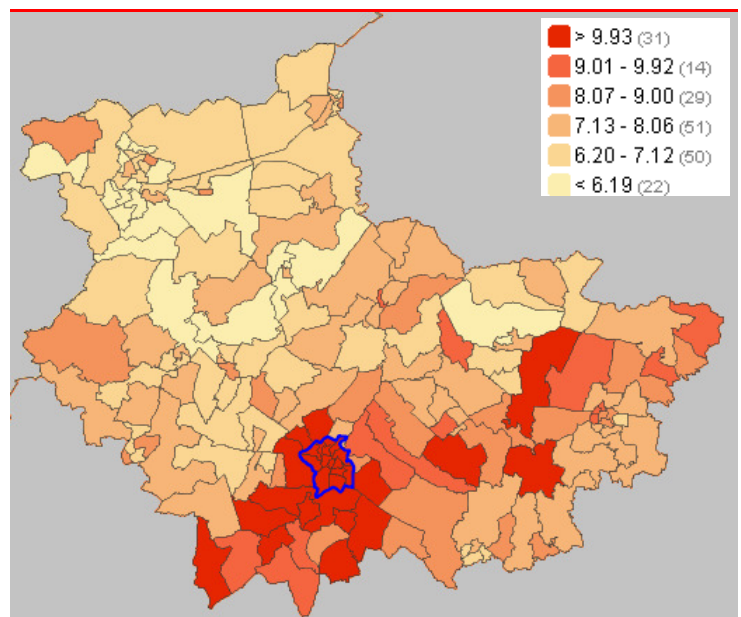 > 9.93 (31)
9.01 - 9.92 (14)
8.07 - 9.00 (29)
7.13 - 8.06 (51)
6.20 - 7.12 (50)
< 6.19 (22)